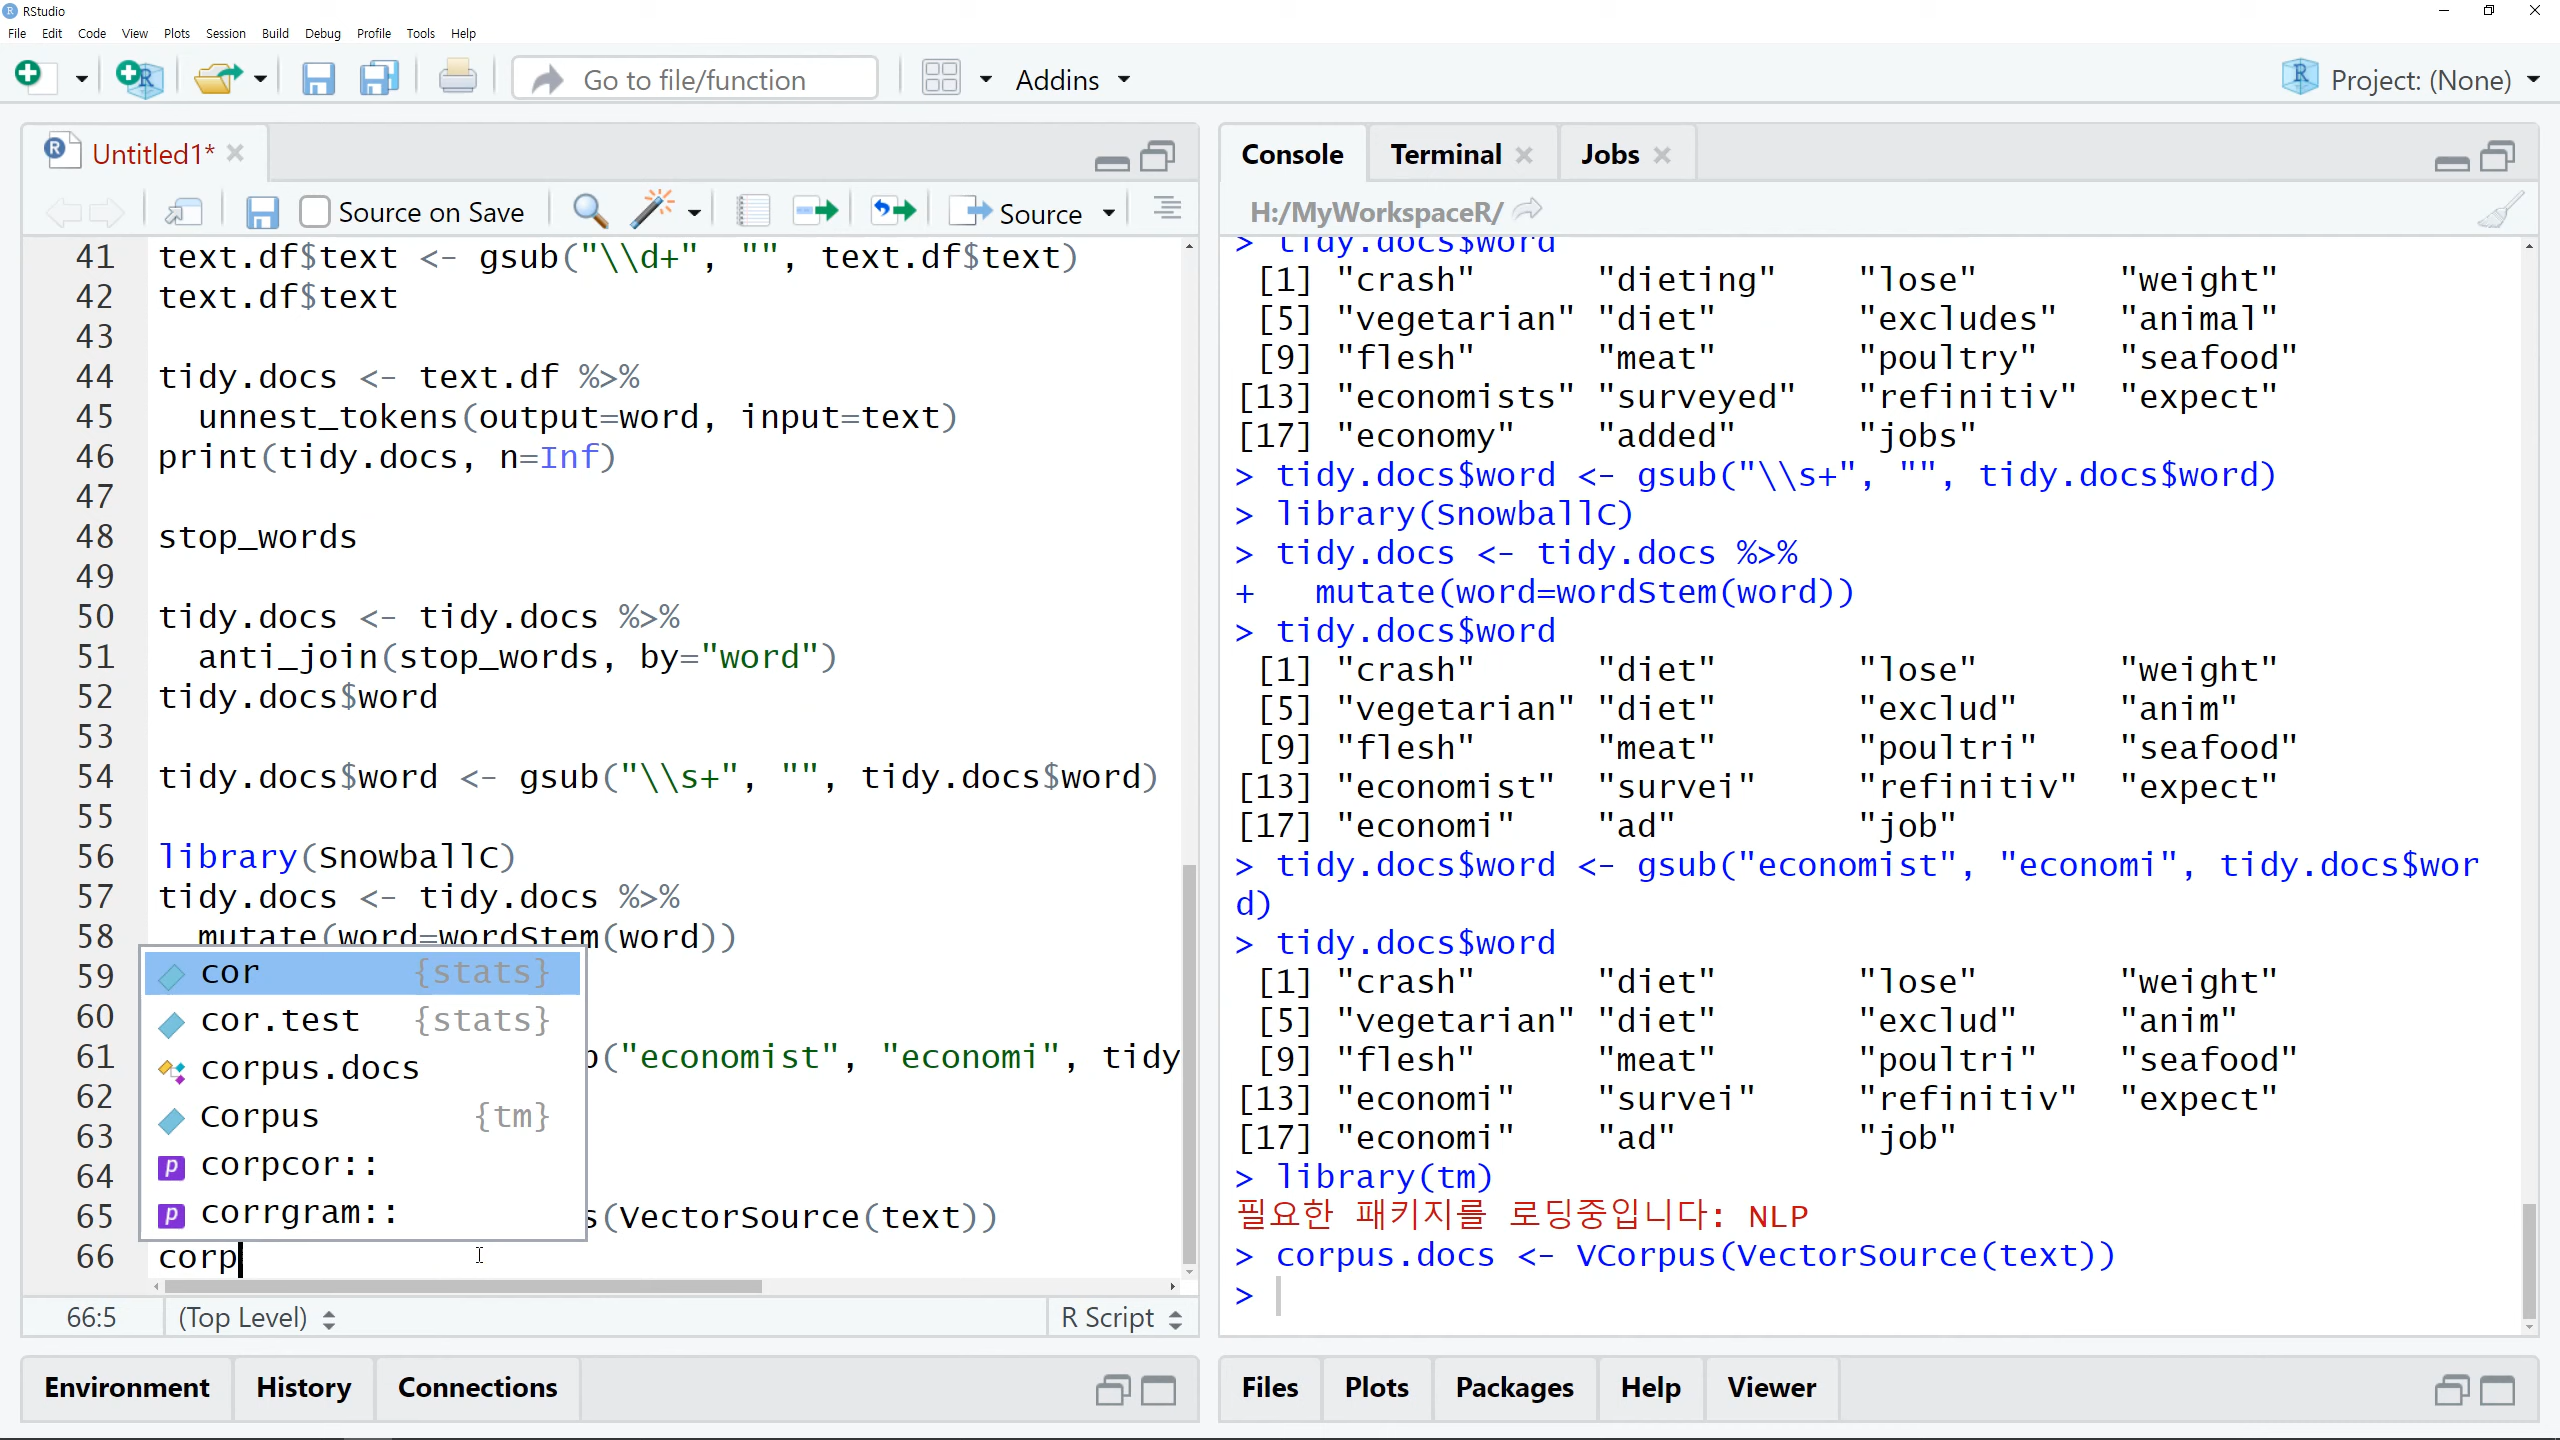 RStudio
File Edit Code View Plots Session Build Debug Profile Tools Help
Go to file/function
Addins
Project: (None)
Untitled1*
Source on Save
Source
41 text.df$text <- gsub("\\d+", "", text.df$text)
42 text.df$text
43
44 tidy.docs <- text.df %>%
45 unnest_tokens(output=word, input=text)
46 print(tidy.docs, n=Inf)
47
48 stop_words
49
50 tidy.docs <- tidy.docs %>%
51 anti_join(stop_words, by="word")
52 tidy.docs$word
53
54 tidy.docs$word <- gsub("\\s+", "", tidy.docs$word)
55
56 library(SnowballC)
57 tidy.docs <- tidy.docs %>%
58 mutate(word=wordStem(word))
59
60
61 ("economist", "economi", tidy
62
63
64
65 (VectorSource(text))
66 corp
cor {stats}
cor.test {stats}
corpus.docs
Corpus {tm}
corpcor::
corrgram::
66:5 (Top Level) R Script
Environment History Connections
Console Terminal Jobs
H:/MyWorkspaceR/
> tidy.docs$word
[1] "crash" "dieting" "lose" "weight"
[5] "vegetarian" "diet" "excludes" "animal"
[9] "flesh" "meat" "poultry" "seafood"
[13] "economists" "surveyed" "refinitiv" "expect"
[17] "economy" "added" "jobs"
> tidy.docs$word <- gsub("\\s+", "", tidy.docs$word)
> library(SnowballC)
> tidy.docs <- tidy.docs %>%
+ mutate(word=wordStem(word))
> tidy.docs$word
[1] "crash" "diet" "lose" "weight"
[5] "vegetarian" "diet" "exclud" "anim"
[9] "flesh" "meat" "poultri" "seafood"
[13] "economist" "survei" "refinitiv" "expect"
[17] "economi" "ad" "job"
> tidy.docs$word <- gsub("economist", "economi", tidy.docs$wor
d)
> tidy.docs$word
[1] "crash" "diet" "lose" "weight"
[5] "vegetarian" "diet" "exclud" "anim"
[9] "flesh" "meat" "poultri" "seafood"
[13] "economi" "survei" "refinitiv" "expect"
[17] "economi" "ad" "job"
> library(tm)
필요한 패키지를 로딩중입니다: NLP
> corpus.docs <- VCorpus(VectorSource(text))
>
Files Plots Packages Help Viewer